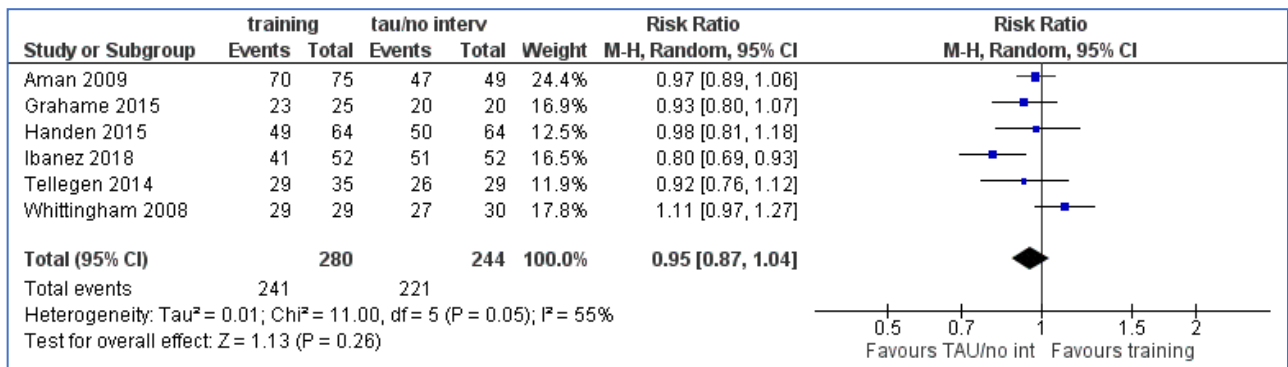 training tau/no interv Risk Ratio Risk Ratio
Study or Subgroup Events Total Events Total Weight M-H, Random, 95% CI M-H, Random, 95% CI
Aman 2009 70 75 47 49 24.4% 0.97 [0.89, 1.06]
Grahame 2015 23 25 20 20 16.9% 0.93 [0.80, 1.07]
Handen 2015 49 64 50 64 12.5% 0.98 [0.81, 1.18]
Ibanez 2018 41 52 51 52 16.5% 0.80 [0.69, 0.93]
Tellegen 2014 29 35 26 29 11.9% 0.92 [0.76, 1.12]
Whittingham 2008 29 29 27 30 17.8% 1.11 [0.97, 1.27]
Total (95% CI) 280 244 100.0% 0.95 [0.87, 1.04]
Total events 241 221
Heterogeneity: Tau² = 0.01; Chi² = 11.00, df = 5 (P = 0.05); I² = 55%
Test for overall effect: Z = 1.13 (P = 0.26)
0.5 0.7 1 1.5 2
Favours TAU/no int Favours training